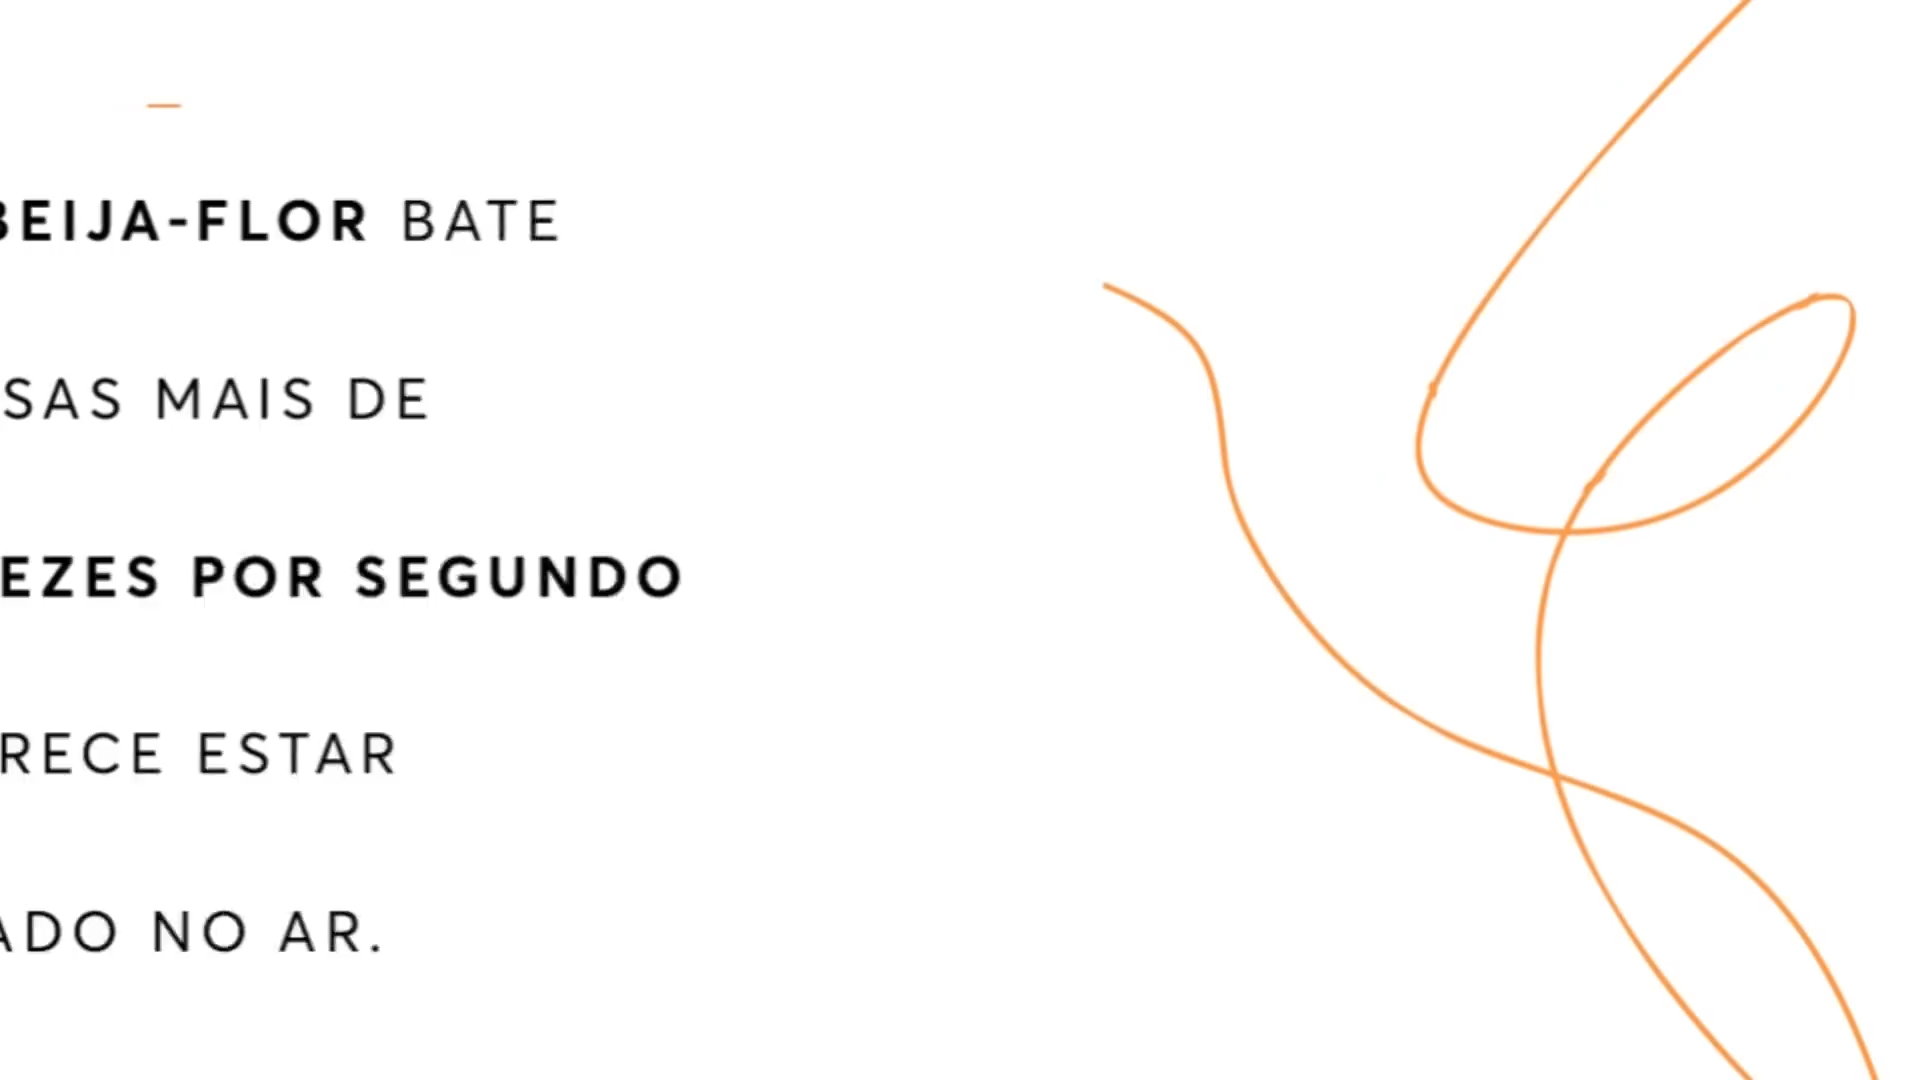 BEIJA-FLOR BATE
SAS MAIS DE
EZES POR SEGUNDO
RECE ESTAR
ADO NO AR.